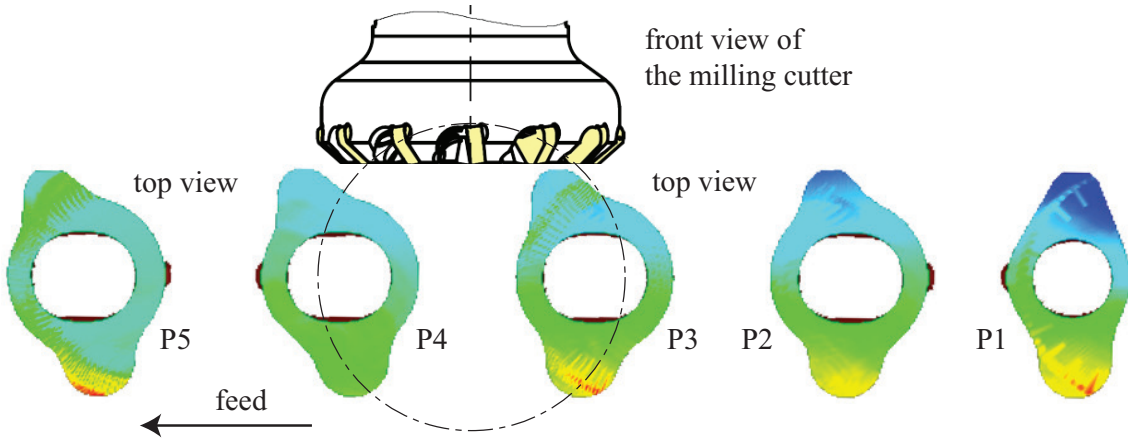 front view of
the milling cutter
top view
top view
P5
P4
P3
P2
P1
feed